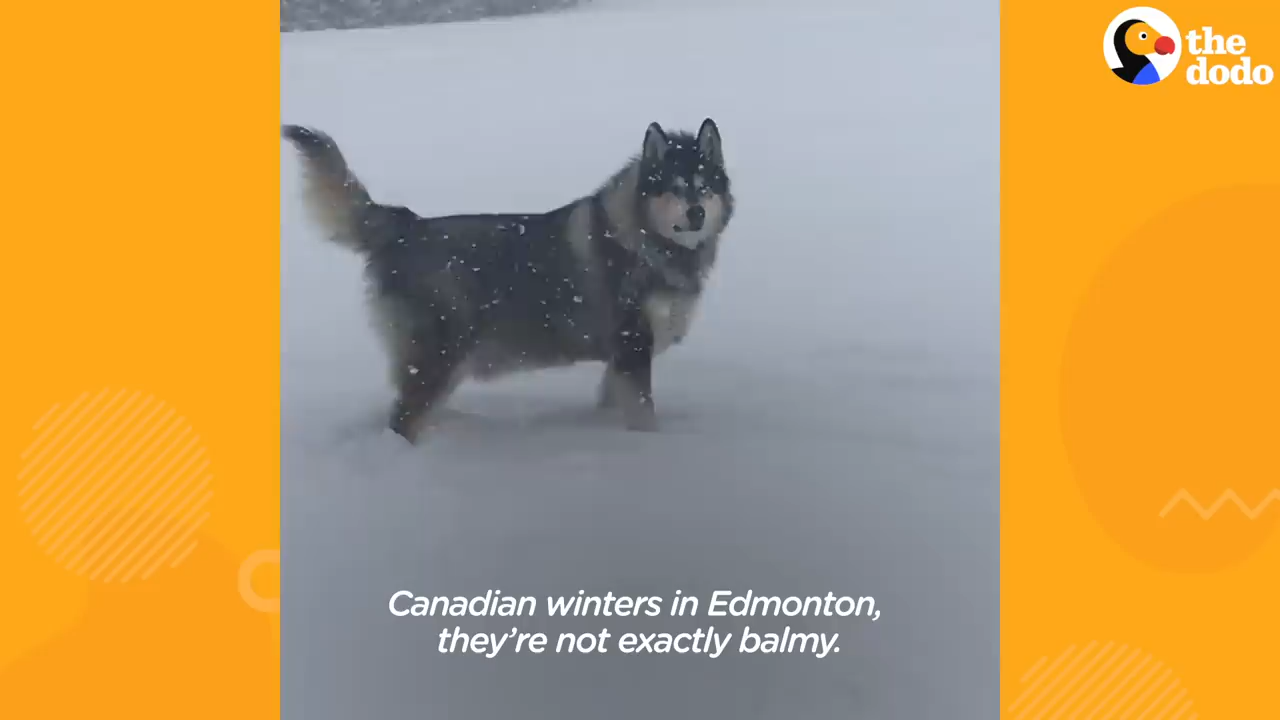 the
dodo
Canadian winters in Edmonton,
they're not exactly balmy.